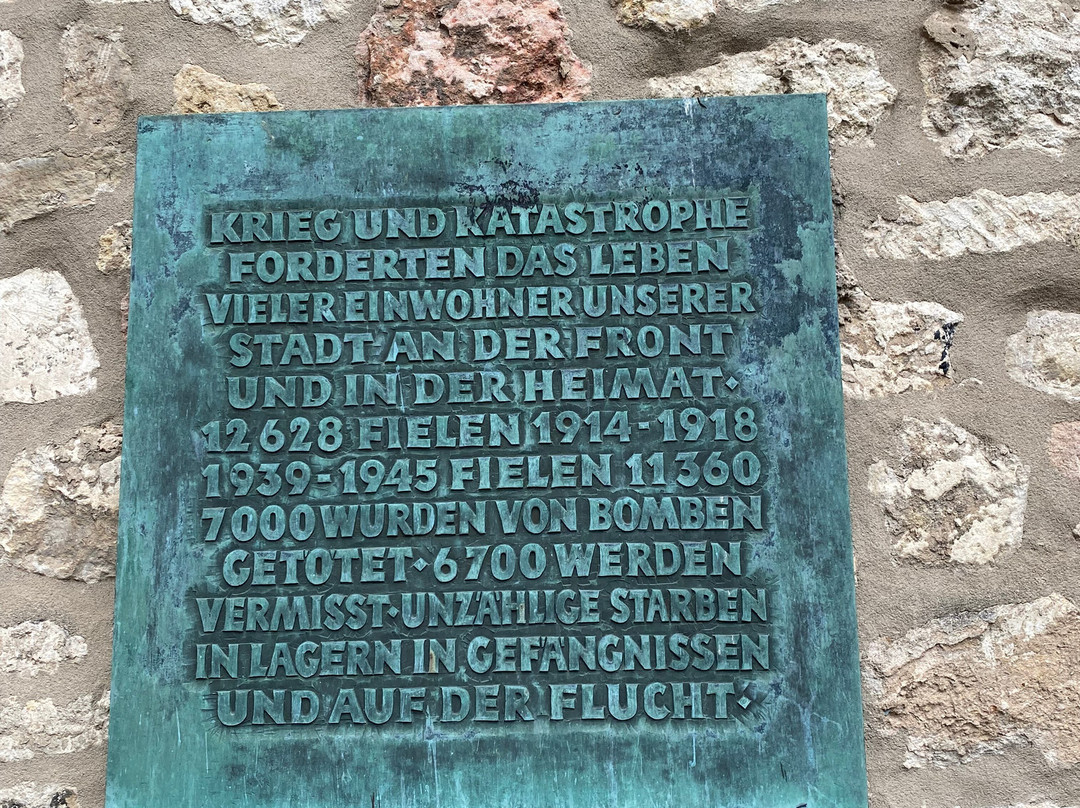 KRIEG UND KATASTROPHE
FORDERTEN DAS LEBEN
VIELER EINWOHNER UNSERER
STADT AN DER FRONT
UND IN DER HEIMAT·
12628 FIELEN 1914-1918
1939-1945 FIELEN 11360
7000 WURDEN VON BOMBEN
GETÖTET·6700 WERDEN
VERMISST·UNZÄHLIGE STARBEN
IN LAGERN IN GEFÄNGNISSEN
UND AUF DER FLUCHT·